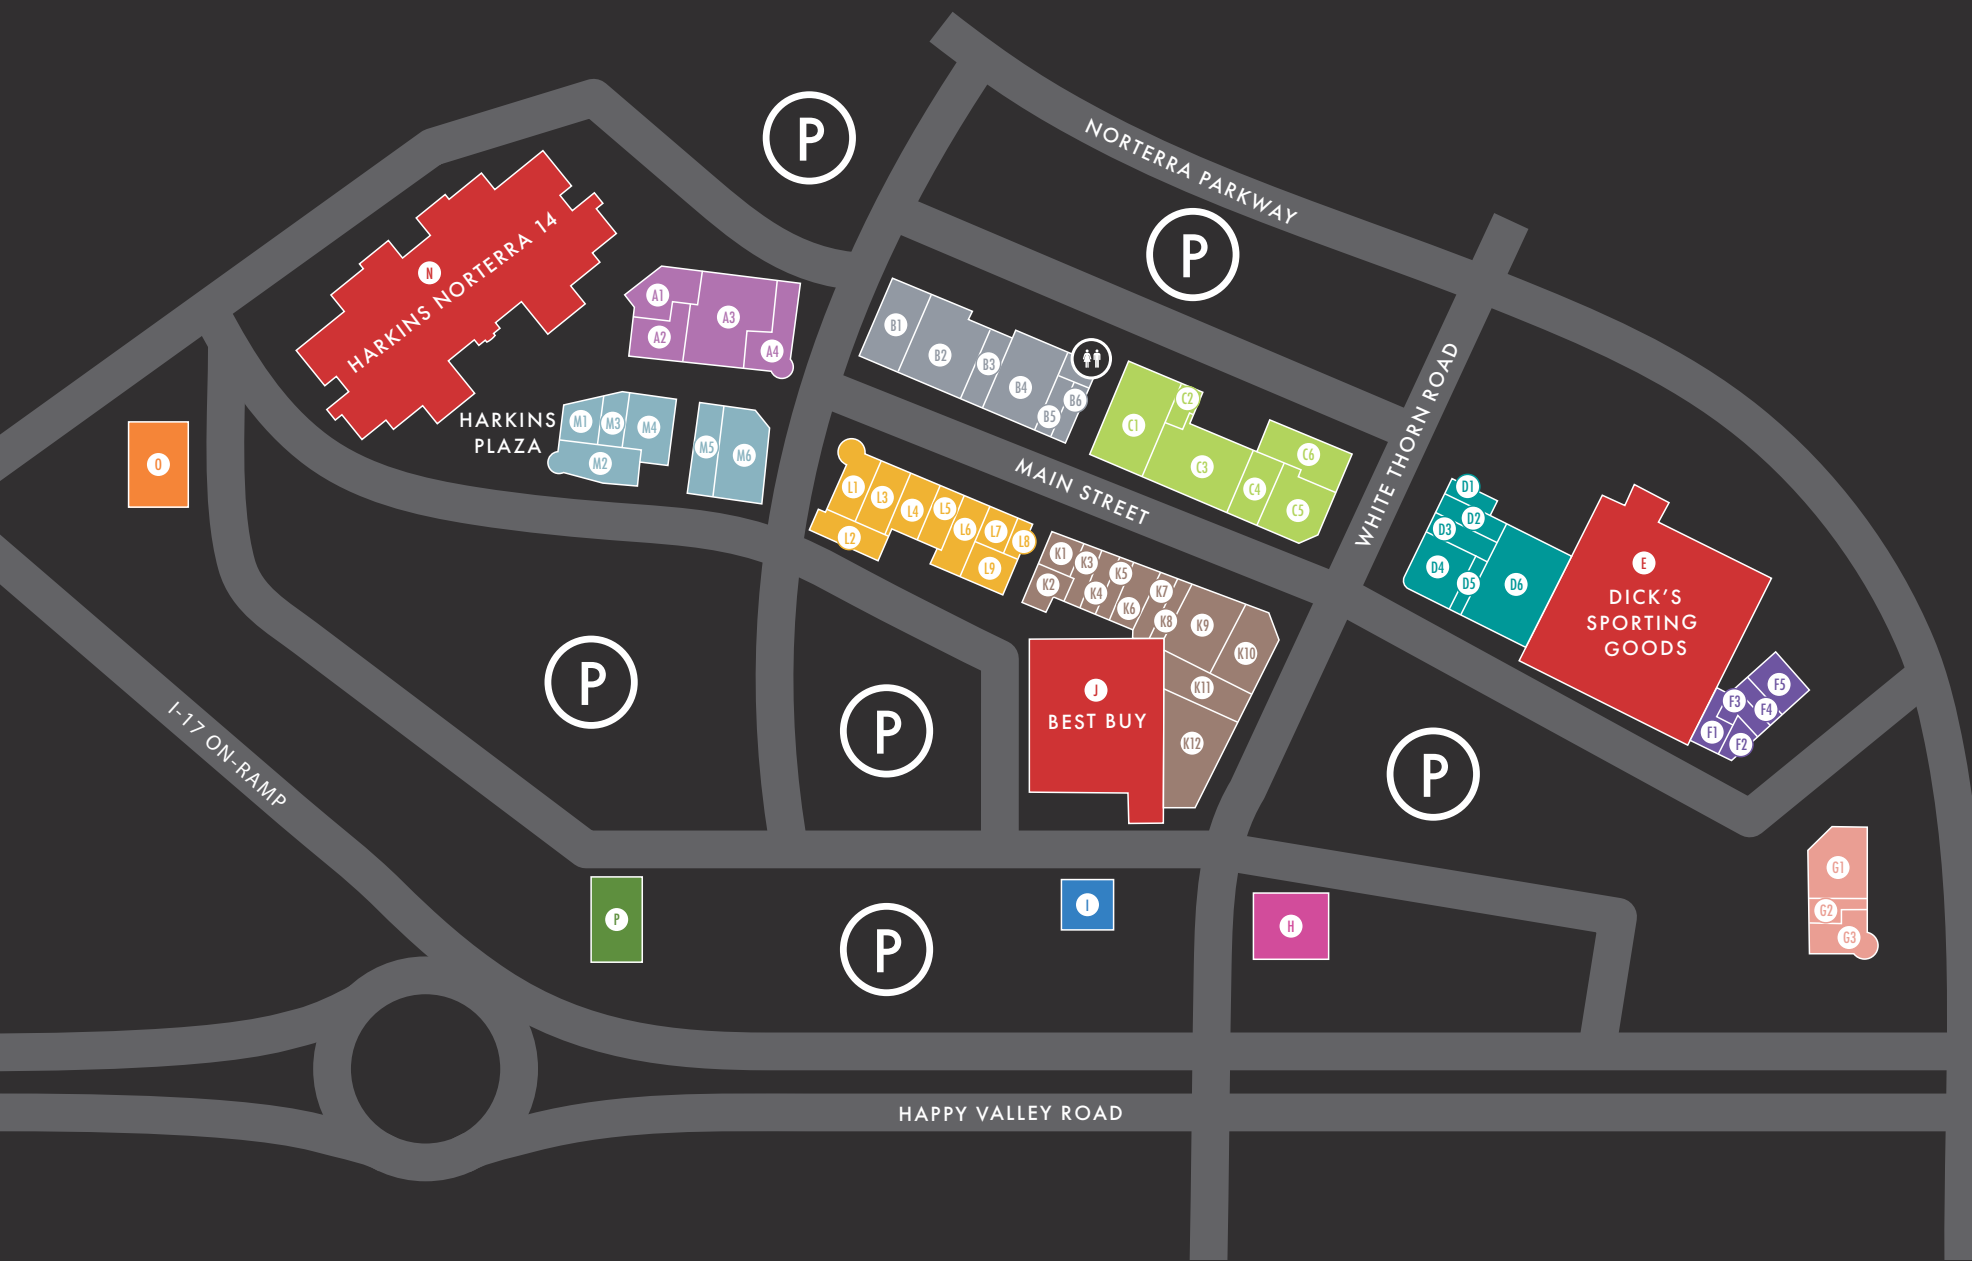 P
NORTERRA PARKWAY
P
N
HARKINS NORTERRA 14
A1
A2
A3
A4
HARKINS
PLAZA
M1
M3
M4
M2
M5
M6
O
B1
B2
B3
B4
B5
B6
C1
C2
C3
C4
C5
C6
MAIN STREET
WHITE THORN ROAD
L1
L2
L3
L4
L5
L6
L7
L8
L9
K1
K2
K3
K4
K5
K6
K7
K8
K9
K10
K11
K12
D1
D2
D3
D4
D5
D6
E
DICK'S
SPORTING
GOODS
F1
F2
F3
F4
F5
J
BEST BUY
P
P
P
I-17 ON-RAMP
P
P
I
H
G1
G2
G3
HAPPY VALLEY ROAD